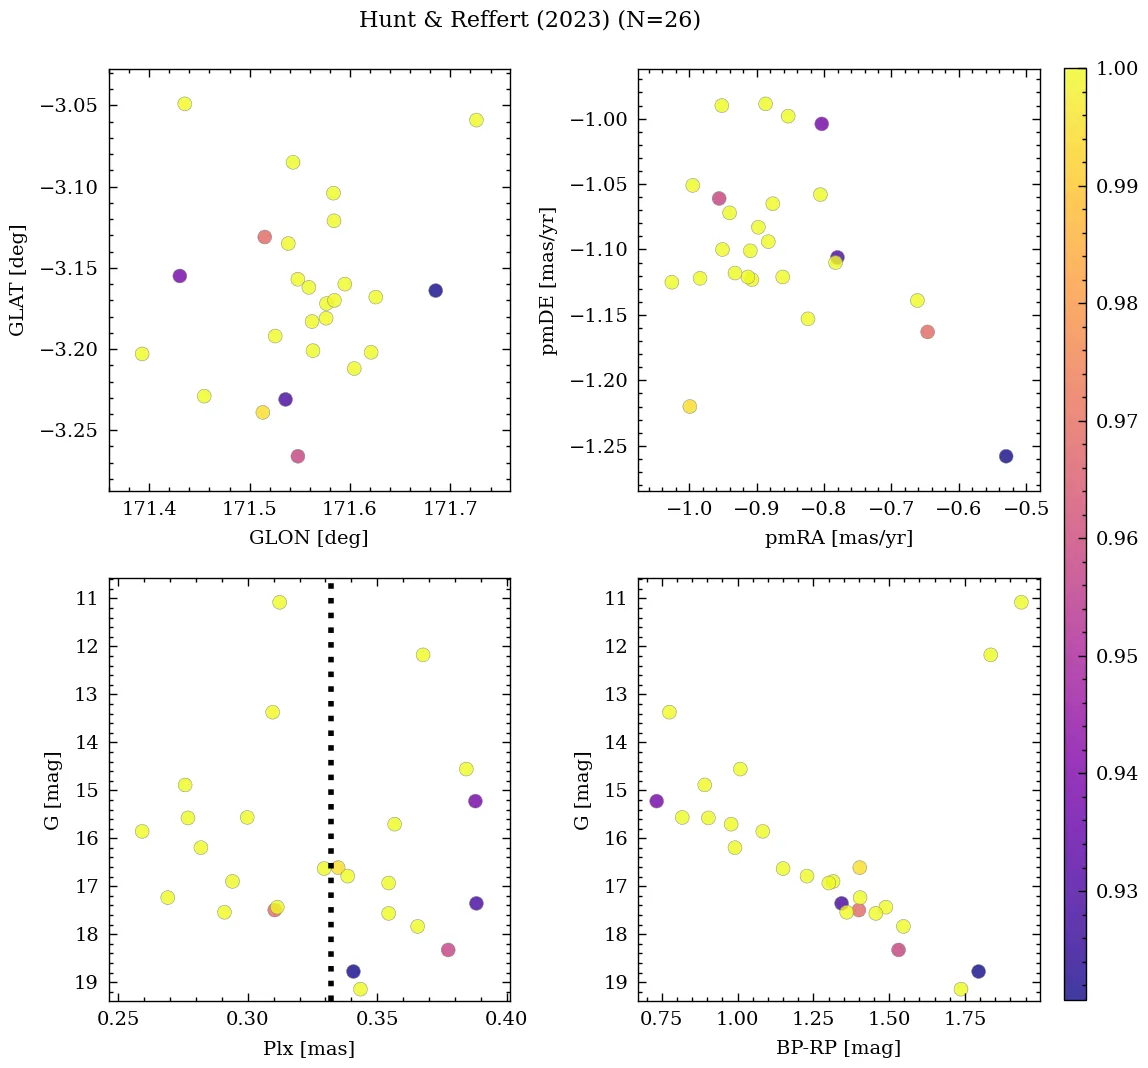 Hunt & Reffert (2023) (N=26)
−3.05
−3.10
−3.15
−3.20
−3.25
GLAT [deg]
171.4 171.5 171.6 171.7
GLON [deg]
−1.00
−1.05
−1.10
−1.15
−1.20
−1.25
pmDE [mas/yr]
−1.0 −0.9 −0.8 −0.7 −0.6 −0.5
pmRA [mas/yr]
11
12
13
14
15
16
17
18
19
G [mag]
0.25 0.30 0.35 0.40
Plx [mas]
11
12
13
14
15
16
17
18
19
G [mag]
0.75 1.00 1.25 1.50 1.75
BP-RP [mag]
1.00
0.99
0.98
0.97
0.96
0.95
0.94
0.93